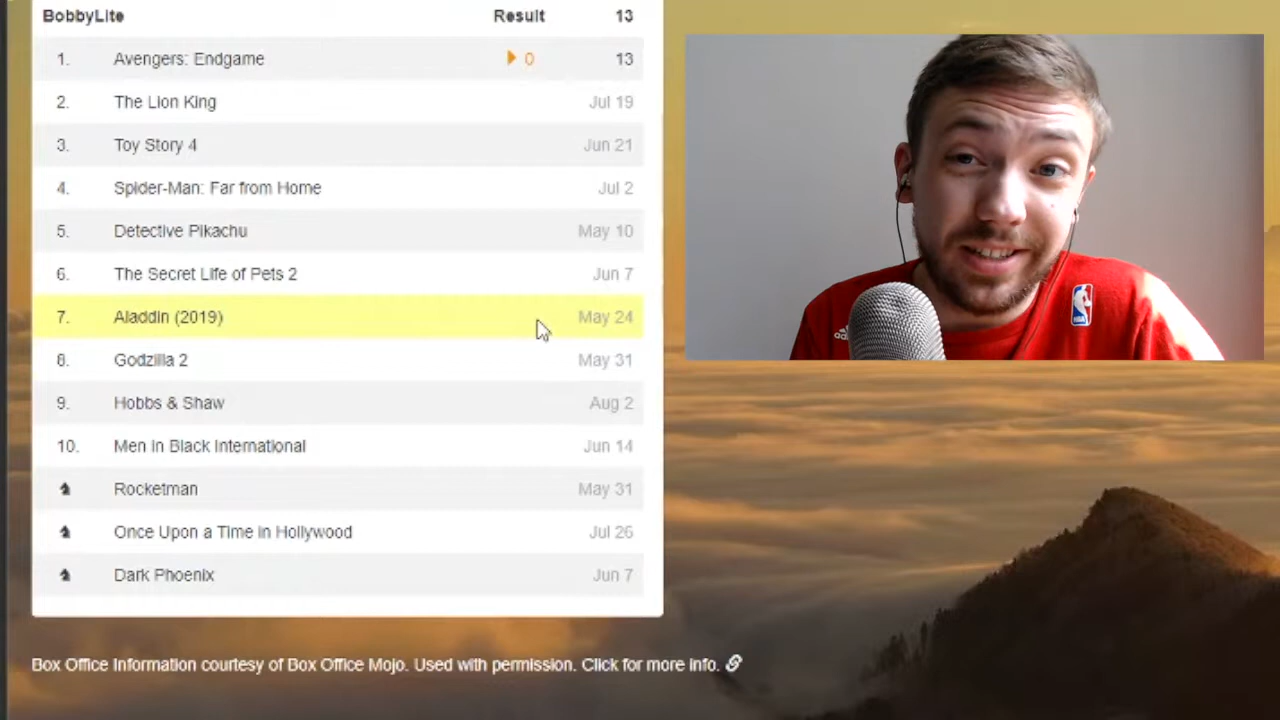 BobbyLite Result 13
1. Avengers: Endgame 0 13
2. The Lion King Jul 19
3. Toy Story 4 Jun 21
4. Spider-Man: Far from Home Jul 2
5. Detective Pikachu May 10
6. The Secret Life of Pets 2 Jun 7
7. Aladdin (2019) May 24
8. Godzilla 2 May 31
9. Hobbs & Shaw Aug 2
10. Men in Black International Jun 14
Rocketman May 31
Once Upon a Time in Hollywood Jul 26
Dark Phoenix Jun 7
Box Office Information courtesy of Box Office Mojo. Used with permission. Click for more info.
NBA